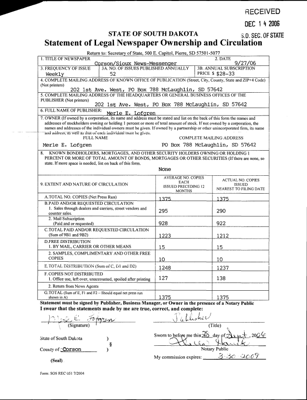 RECEIVED
DEC 14 2006
S.D. SEC. OF STATE
STATE OF SOUTH DAKOTA
Statement of Legal Newspaper Ownership and Circulation
Return to: Secretary of State, 500 E. Capitol, Pierre, SD 57501-5077
1. TITLE OF NEWSPAPER
Corson/Sioux News-Messenger
2. DATE
9/27/06
3. FREQUENCY OF ISSUE
Weekly
3A. NO. OF ISSUES PUBLISHED ANNUALLY
52
3B. ANNUAL SUBSCRIPTION
PRICE $ $28-33
4. COMPLETE MAILING ADDRESS OF KNOWN OFFICE OF PUBLICATION (Street, City, County, State and ZIP+4 Code)
(Not printers)
202 1st Ave. West, PO Box 788 McLaughlin, SD 57642
5. COMPLETE MAILING ADDRESS OF THE HEADQUARTERS OR GENERAL BUSINESS OFFICES OF THE
PUBLISHER (Not printers)
202 1st Ave. West, PO Box 788 McLaughlin, SD 57642
6. FULL NAME OF PUBLISHER:
Merle E. Lofgren
7. OWNER (If owned by a corporation, its name and address must be stated and list on the back of this form the names and
addresses of stockholders owning or holding 1 percent or more of total amount of stock. If not owned by a corporation, the
names and addresses of the individual owners must be given. If owned by a partnership or other unincorporated firm, its name
and address as well as that of each individual must be given.
FULL NAME
COMPLETE MAILING ADDRESS
Merle E. Lofgren
PO Box 788 McLaughlin, SD 57642
8. KNOWN BONDHOLDERS, MORTGAGES, AND OTHER SECURITY HOLDERS OWNING OR HOLDING 1
PERCENT OR MORE OF TOTAL AMOUNT OF BONDS, MORTGAGES OR OTHER SECURITIES (If there are none, so
state. If more space is needed, list on back of this form.
None
9. EXTENT AND NATURE OF CIRCULATION
AVERAGE NO. COPIES
EACH
ISSUED PRECEDING 12
MONTHS
ACTUAL NO. COPIES
ISSUED
NEAREST TO FILING DATE
A. TOTAL NO. COPIES (Net Press Run)
1375
1375
B. PAID AND/OR REQUESTED CIRCULATION
1. Sales through dealers and carriers, street vendors and
counter sales.
295
290
2. Mail Subscription
(Paid and or requested)
928
922
C. TOTAL PAID AND/OR REQUESTED CIRCULATION
(Sum of 9B1 and 9B2)
1223
1212
D. FREE DISTRIBUTION
1. BY MAIL, CARRIER OR OTHER MEANS
15
15
2. SAMPLES, COMPLIMENTARY AND OTHER FREE
COPIES
10
10
E. TOTAL DISTRIBUTION (Sum of C, D1 and D2)
1248
1237
F. COPIES NOT DISTRIBUTED
1. Office use, left over, unaccounted, spoiled after printing
127
138
2. Return from News Agents
G. TOTAL (Sum of E, F1 and F2 - Should equal net press run
shown in A)
1375
1375
Statement must be signed by Publisher, Business Manager, or Owner in the presence of a Notary Public
I swear that the statements made by me are true, correct, and complete:
Merle E. Lofgren
Publisher
(Signature)
(Title)
State of South Dakota )
Sworn to before me this day of Sept, 2006
County of Corson )
Notary Public
(Seal)
My commission expires: 3-30-2009
Form: SOS REC 051 7/2004